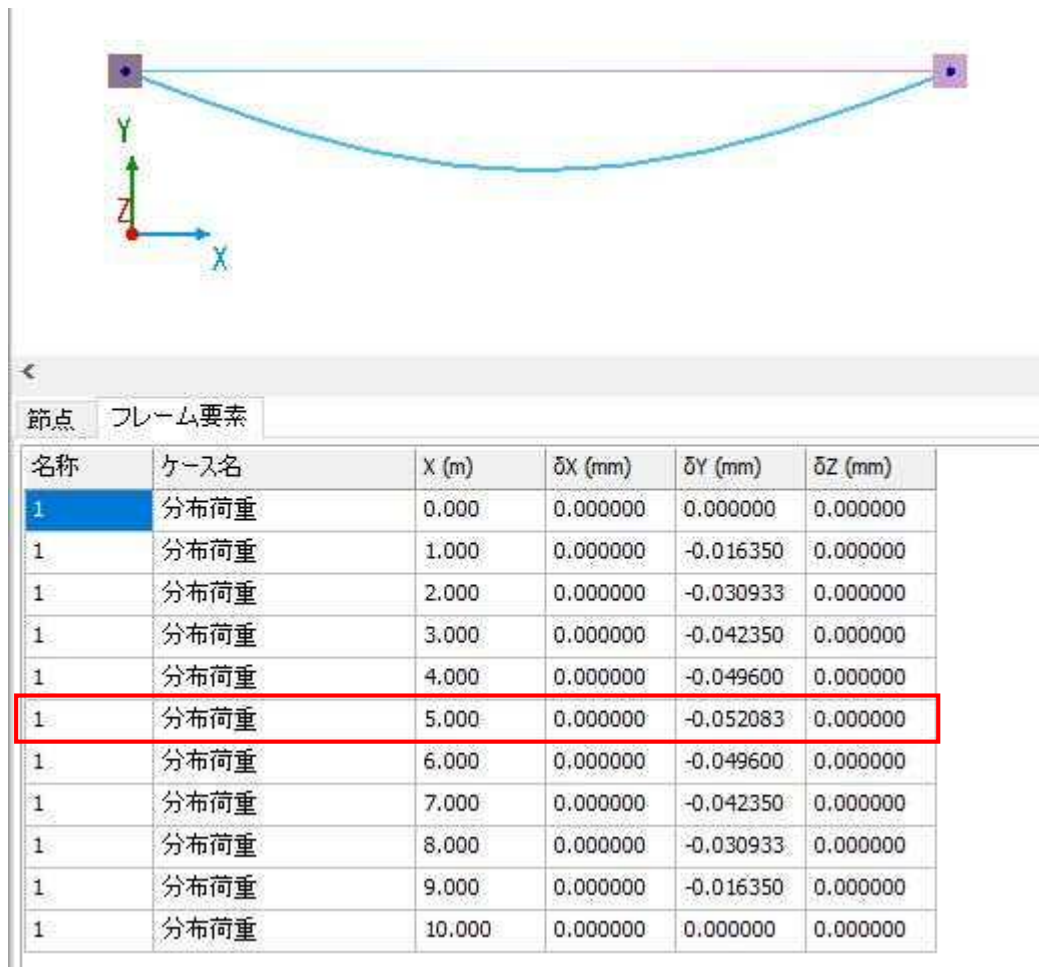 Y
Z
X
<
節点 フレーム要素
名称 ケース名 X (m) δX (mm) δY (mm) δZ (mm)
1 分布荷重 0.000 0.000000 0.000000 0.000000
1 分布荷重 1.000 0.000000 -0.016350 0.000000
1 分布荷重 2.000 0.000000 -0.030933 0.000000
1 分布荷重 3.000 0.000000 -0.042350 0.000000
1 分布荷重 4.000 0.000000 -0.049600 0.000000
1 分布荷重 5.000 0.000000 -0.052083 0.000000
1 分布荷重 6.000 0.000000 -0.049600 0.000000
1 分布荷重 7.000 0.000000 -0.042350 0.000000
1 分布荷重 8.000 0.000000 -0.030933 0.000000
1 分布荷重 9.000 0.000000 -0.016350 0.000000
1 分布荷重 10.000 0.000000 0.000000 0.000000